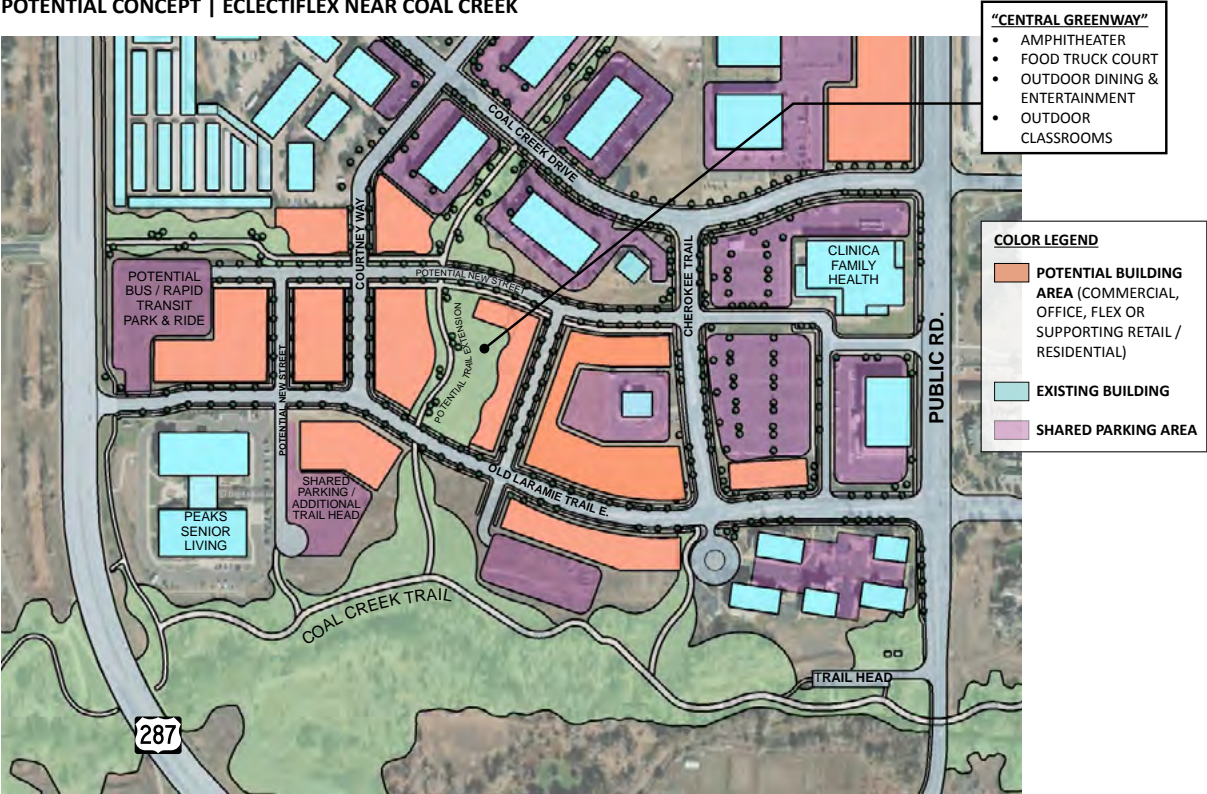 POTENTIAL CONCEPT | ECLECTIFLEX NEAR COAL CREEK
"CENTRAL GREENWAY"
• AMPHITHEATER
• FOOD TRUCK COURT
• OUTDOOR DINING &
ENTERTAINMENT
• OUTDOOR
CLASSROOMS
COAL CREEK DRIVE
COURTNEY WAY
CHEROKEE TRAIL
CLINICA
FAMILY
HEALTH
POTENTIAL
BUS / RAPID
TRANSIT
PARK & RIDE
POTENTIAL NEW STREET
POTENTIAL TRAIL EXTENSION
POTENTIAL NEW STREET
PUBLIC RD.
COLOR LEGEND
POTENTIAL BUILDING
AREA (COMMERCIAL,
OFFICE, FLEX OR
SUPPORTING RETAIL /
RESIDENTIAL)
EXISTING BUILDING
SHARED PARKING AREA
OLD LARAMIE TRAIL E.
SHARED
PARKING /
ADDITIONAL
TRAIL HEAD
PEAKS
SENIOR
LIVING
COAL CREEK TRAIL
TRAIL HEAD
287